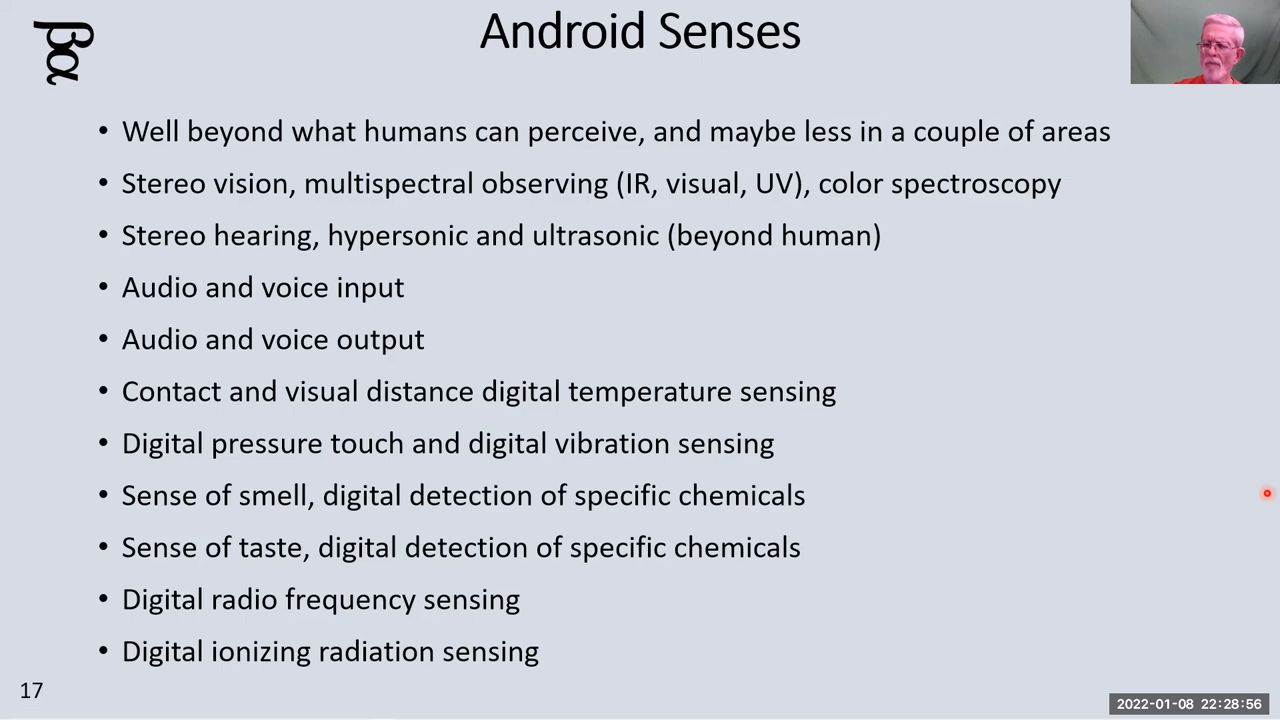 βα
Android Senses
• Well beyond what humans can perceive, and maybe less in a couple of areas
• Stereo vision, multispectral observing (IR, visual, UV), color spectroscopy
• Stereo hearing, hypersonic and ultrasonic (beyond human)
• Audio and voice input
• Audio and voice output
• Contact and visual distance digital temperature sensing
• Digital pressure touch and digital vibration sensing
• Sense of smell, digital detection of specific chemicals
• Sense of taste, digital detection of specific chemicals
• Digital radio frequency sensing
• Digital ionizing radiation sensing
17
2022-01-08 22:28:56